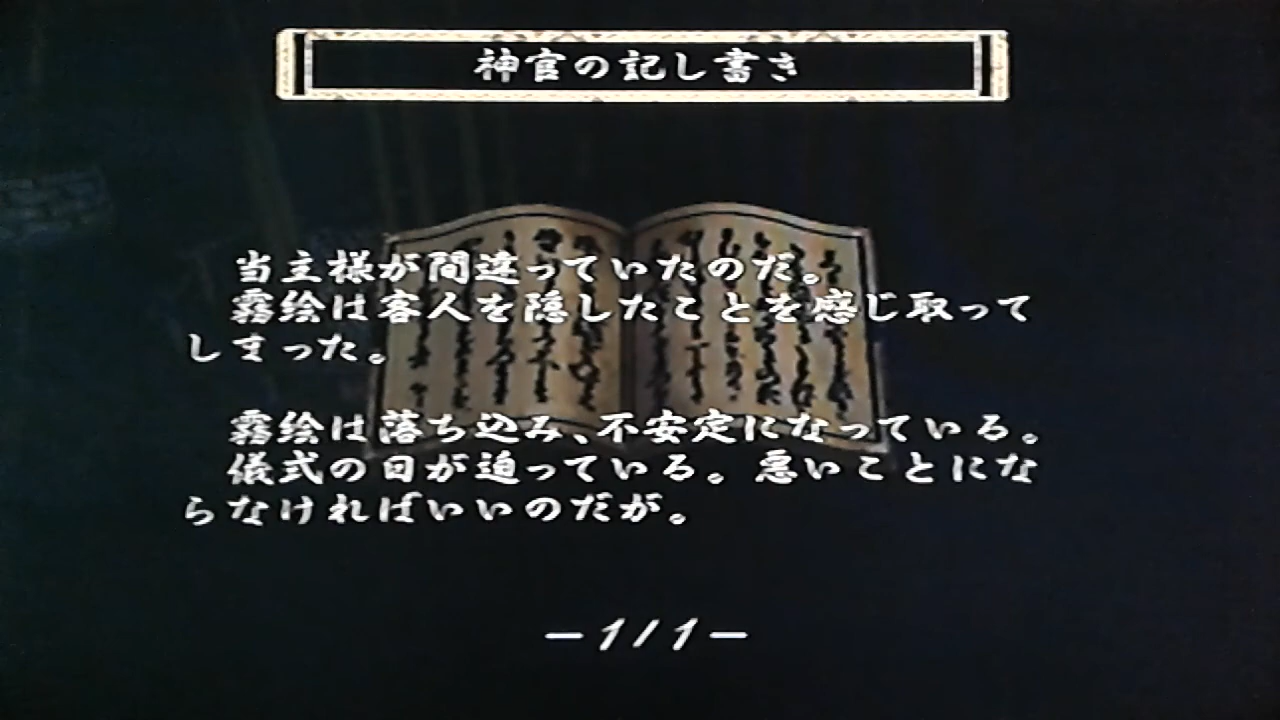 神官の記し書き
当主様が間違っていたのだ。
霧絵は客人を隠したことを感じ取って
しまった。
霧絵は落ち込み、不安定になっている。
儀式の日が迫っている。悪いことにな
らなければいいのだが。
－1/1－